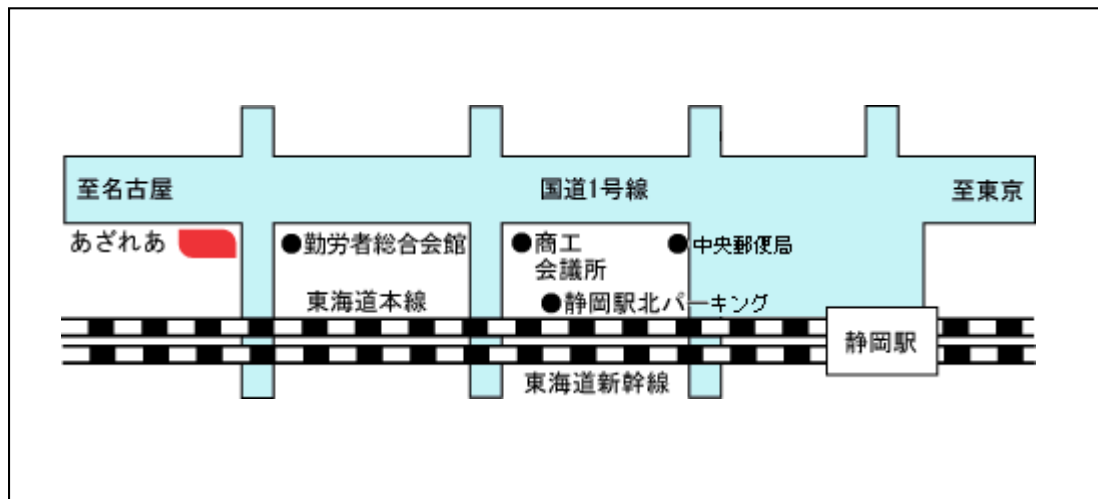 至名古屋
国道1号線
至東京
あざれあ
●勤労者総合会館
●商工
会議所
●中央郵便局
東海道本線
●静岡駅北パーキング
静岡駅
東海道新幹線